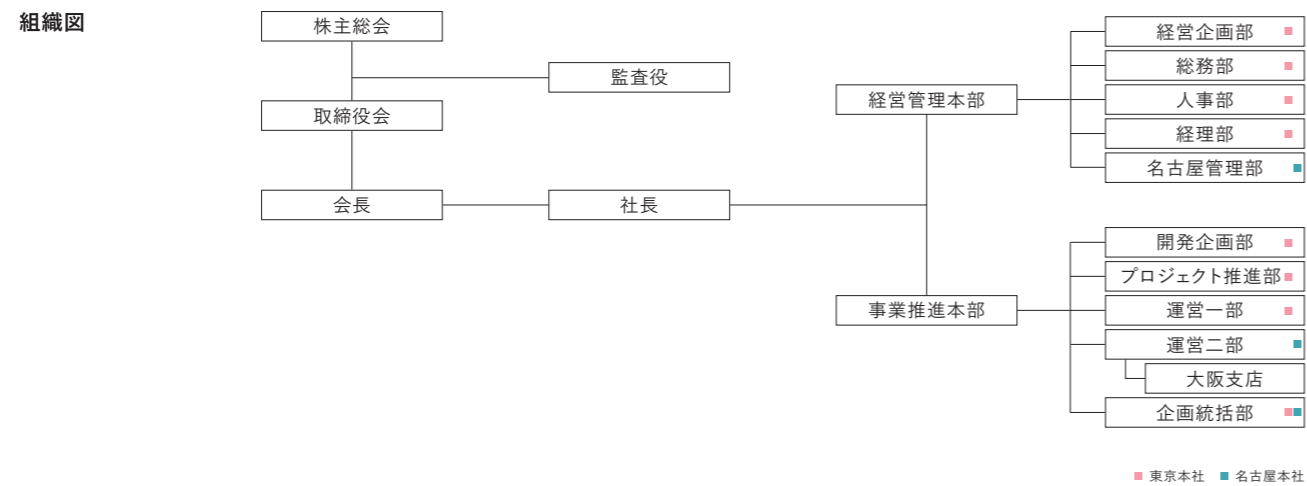 組織図
株主総会
監査役
取締役会
会長
社長
経営管理本部
経営企画部
総務部
人事部
経理部
名古屋管理部
事業推進本部
開発企画部
プロジェクト推進部
運営一部
運営二部
大阪支店
企画統括部
東京本社 名古屋本社